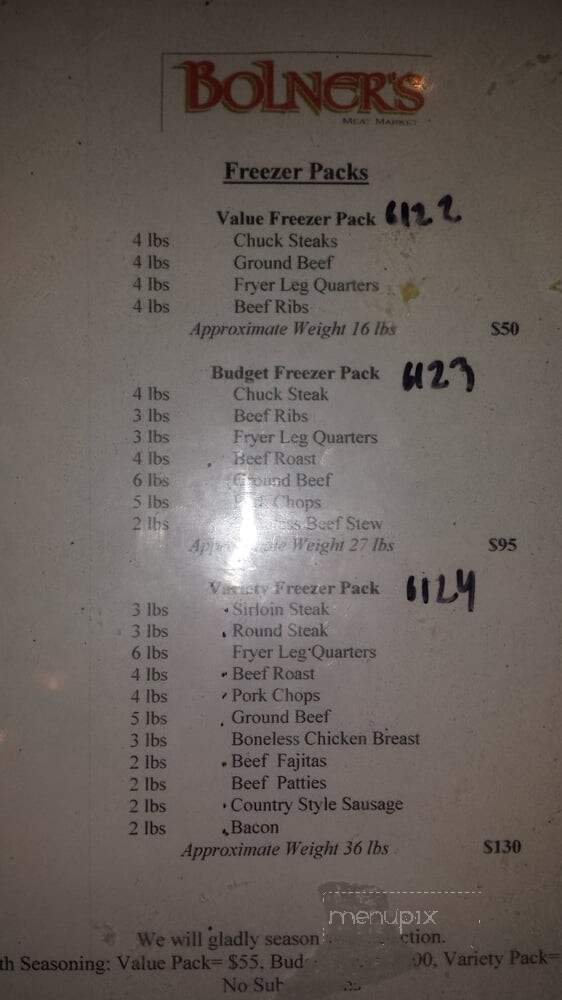 BOLNER'S
MEAT MARKET
Freezer Packs
Value Freezer Pack 6122
4 lbs Chuck Steaks
4 lbs Ground Beef
4 lbs Fryer Leg Quarters
4 lbs Beef Ribs
Approximate Weight 16 lbs $50
Budget Freezer Pack 6123
4 lbs Chuck Steak
3 lbs Beef Ribs
3 lbs Fryer Leg Quarters
4 lbs Beef Roast
6 lbs Ground Beef
5 lbs Chops
2 lbs Beef Stew
Approximate Weight 27 lbs $95
Variety Freezer Pack 6124
3 lbs Sirloin Steak
3 lbs Round Steak
6 lbs Fryer Leg Quarters
4 lbs Beef Roast
4 lbs Pork Chops
5 lbs Ground Beef
3 lbs Boneless Chicken Breast
2 lbs Beef Fajitas
2 lbs Beef Patties
2 lbs Country Style Sausage
2 lbs Bacon
Approximate Weight 36 lbs $130
menupix
We will gladly season
Seasoning: Value Pack= $55, Variety Pack=
No